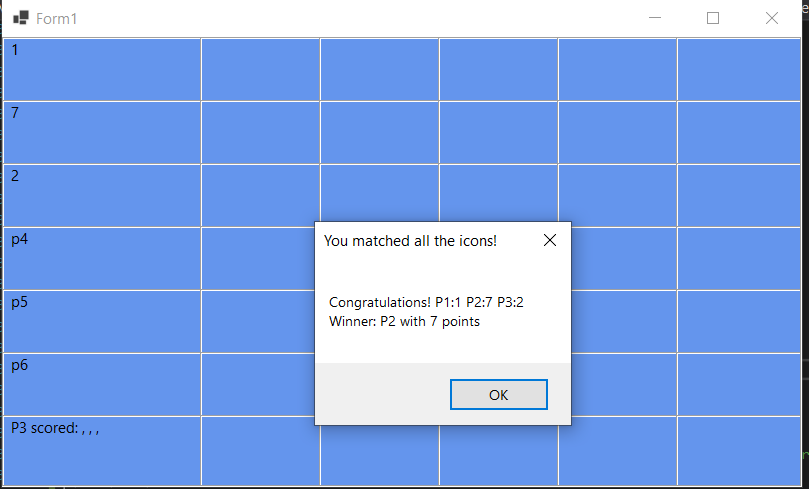 Form1
1
7
2
p4
You matched all the icons!
p5
Congratulations! P1:1 P2:7 P3:2
Winner: P2 with 7 points
p6
OK
P3 scored: , , ,